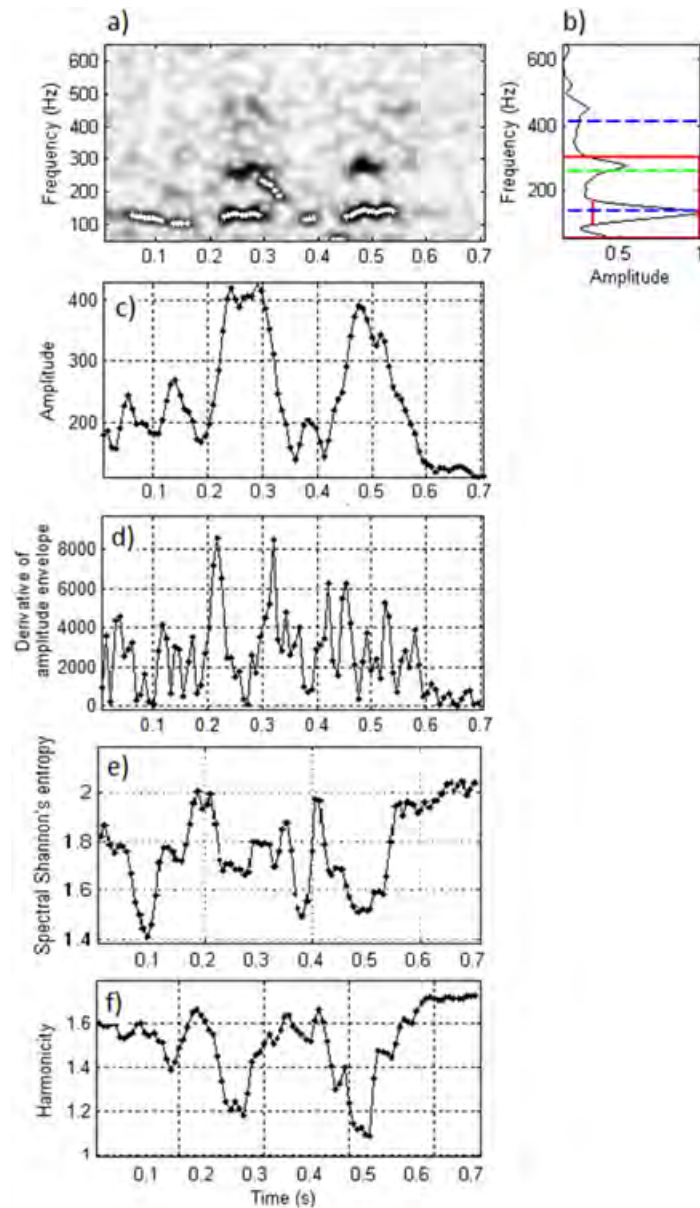 a)
b)
Frequency (Hz)
600
500
400
300
200
100
0.1 0.2 0.3 0.4 0.5 0.6 0.7
Frequency (Hz)
600
400
200
0.5 1
Amplitude
c)
Amplitude
400
300
200
0.1 0.2 0.3 0.4 0.5 0.6 0.7
d)
Derivative of
amplitude envelope
8000
6000
4000
2000
0
0.1 0.2 0.3 0.4 0.5 0.6 0.7
e)
Spectral Shannon's entropy
2
1.8
1.6
1.4
0.1 0.2 0.3 0.4 0.5 0.6 0.7
f)
Harmonicity
1.6
1.4
1.2
1
0.1 0.2 0.3 0.4 0.5 0.6 0.7
Time (s)